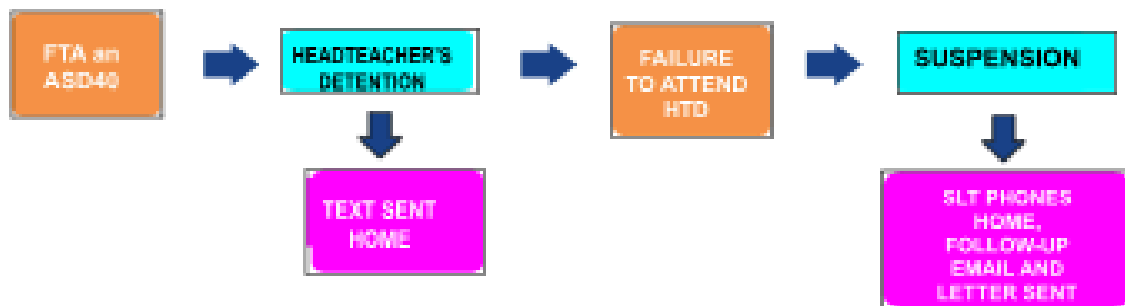 FTA an
ASD40
HEADTEACHER'S
DETENTION
FAILURE
TO ATTEND
HTD
SUSPENSION
TEXT SENT
HOME
SLT PHONES
HOME,
FOLLOW-UP
EMAIL AND
LETTER SENT